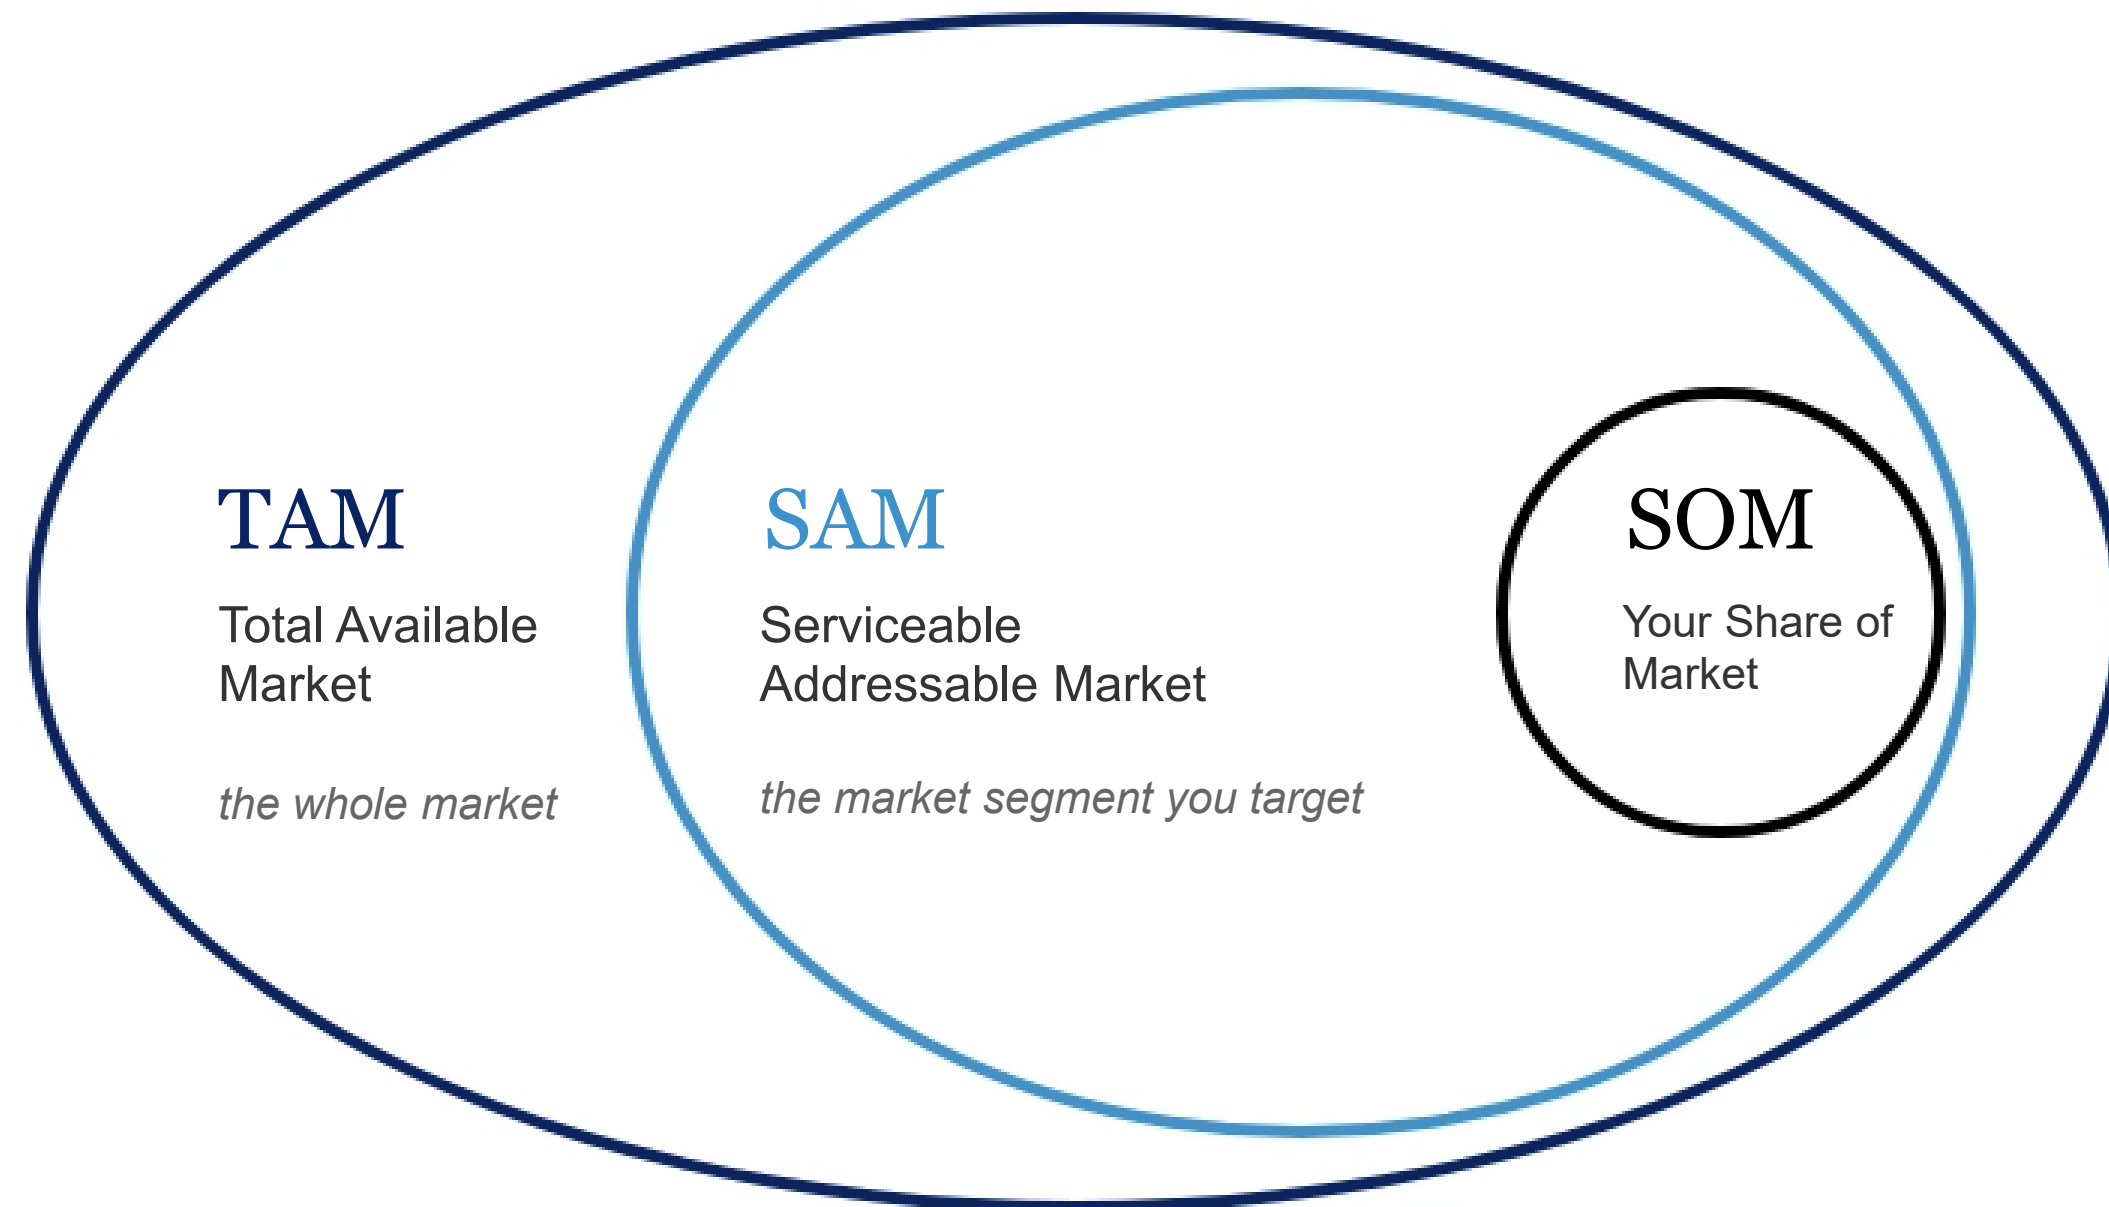 TAM
Total Available
Market
the whole market
SAM
Serviceable
Addressable Market
the market segment you target
SOM
Your Share of
Market